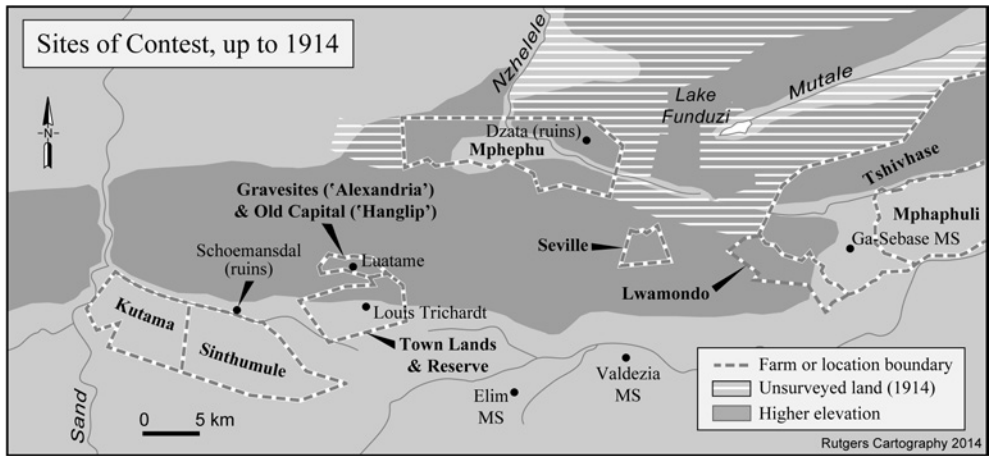 Sites of Contest, up to 1914
N
Nzhelele
Lake
Funduzi
Mutale
Dzata (ruins)
Mphephu
Tshivhase
Gravesites (‘Alexandria’)
& Old Capital (‘Hanglip’)
Mphaphuli
Schoemansdal
(ruins)
Seville
Ga-Sebase MS
Luatame
Lwamondo
Kutama
Louis Trichardt
Sinthumule
Town Lands
& Reserve
Valdezia
MS
Elim
MS
Sand
0 5 km
Farm or location boundary
Unsurveyed land (1914)
Higher elevation
Rutgers Cartography 2014